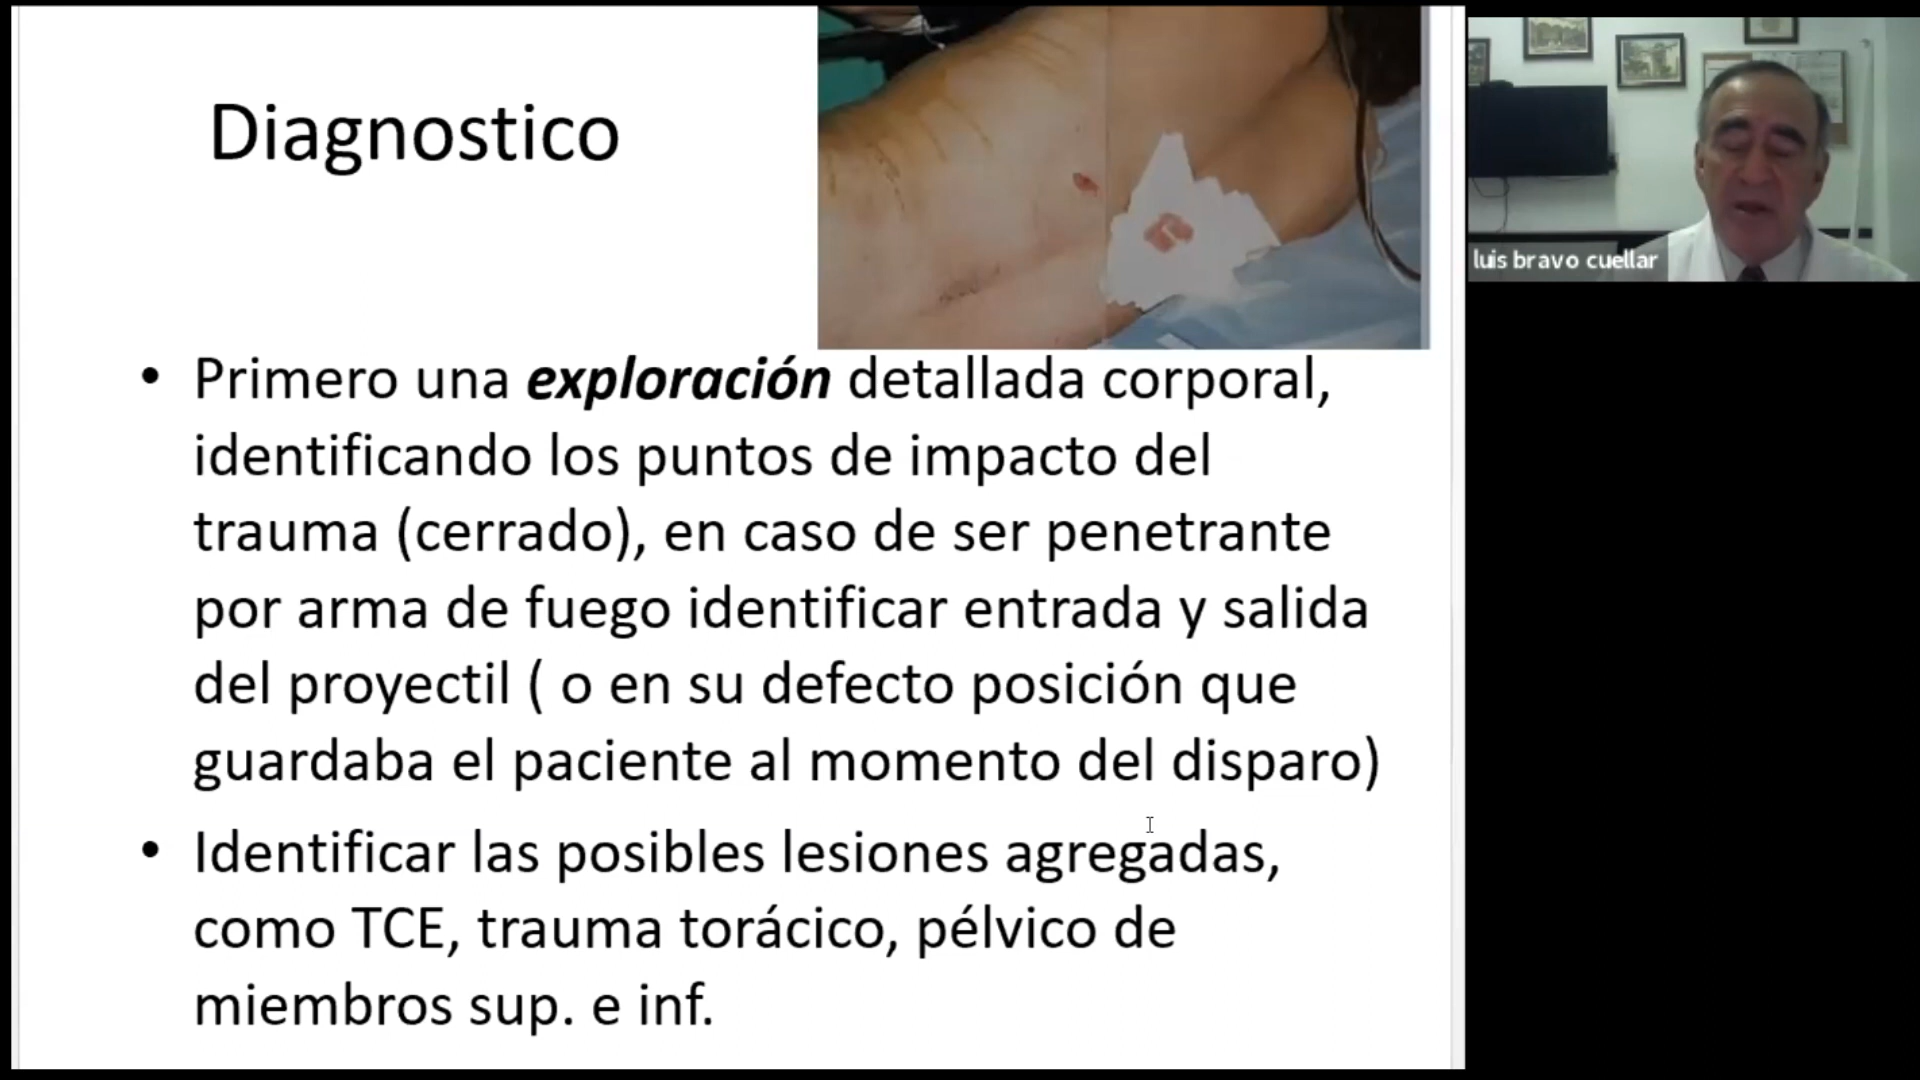 Diagnostico
• Primero una exploración detallada corporal,
identificando los puntos de impacto del
trauma (cerrado), en caso de ser penetrante
por arma de fuego identificar entrada y salida
del proyectil ( o en su defecto posición que
guardaba el paciente al momento del disparo)
• Identificar las posibles lesiones agregadas,
como TCE, trauma torácico, pélvico de
miembros sup. e inf.
luis bravo cuellar